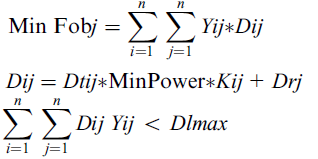 Min Fobj = n∑i=1 n∑j=1 Yij*Dij
Dij = Dtij*MinPower*Kij + Drj
n∑i=1 n∑j=1 Dij Yij < Dlmax